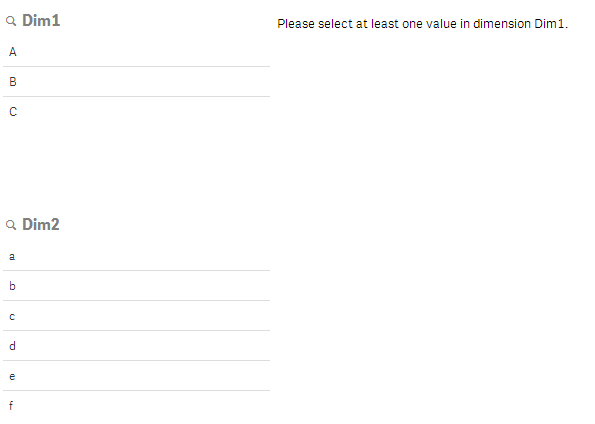 Dim1
A
B
C
Please select at least one value in dimension Dim1.
Dim2
a
b
c
d
e
f